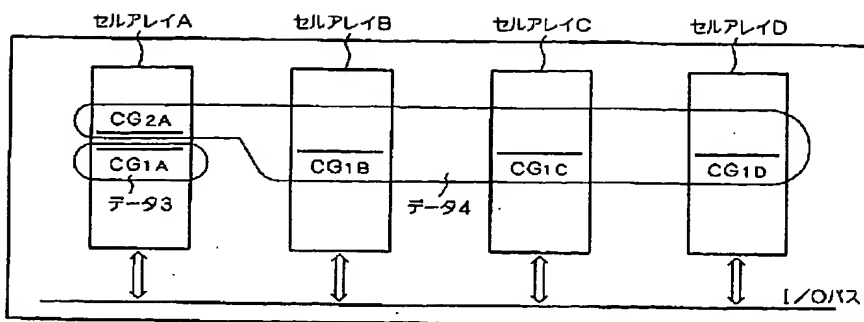 セルアレイA セルアレイB セルアレイC セルアレイD
CG2A
CG1A CG1B CG1C CG1D
データ3 データ4
I/Oバス